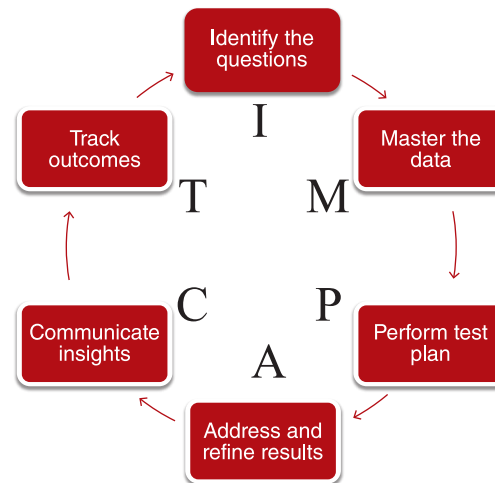 Identify the
questions
I
Master the
data
M
Perform test
plan
P
Address and
refine results
A
Communicate
insights
C
Track
outcomes
T